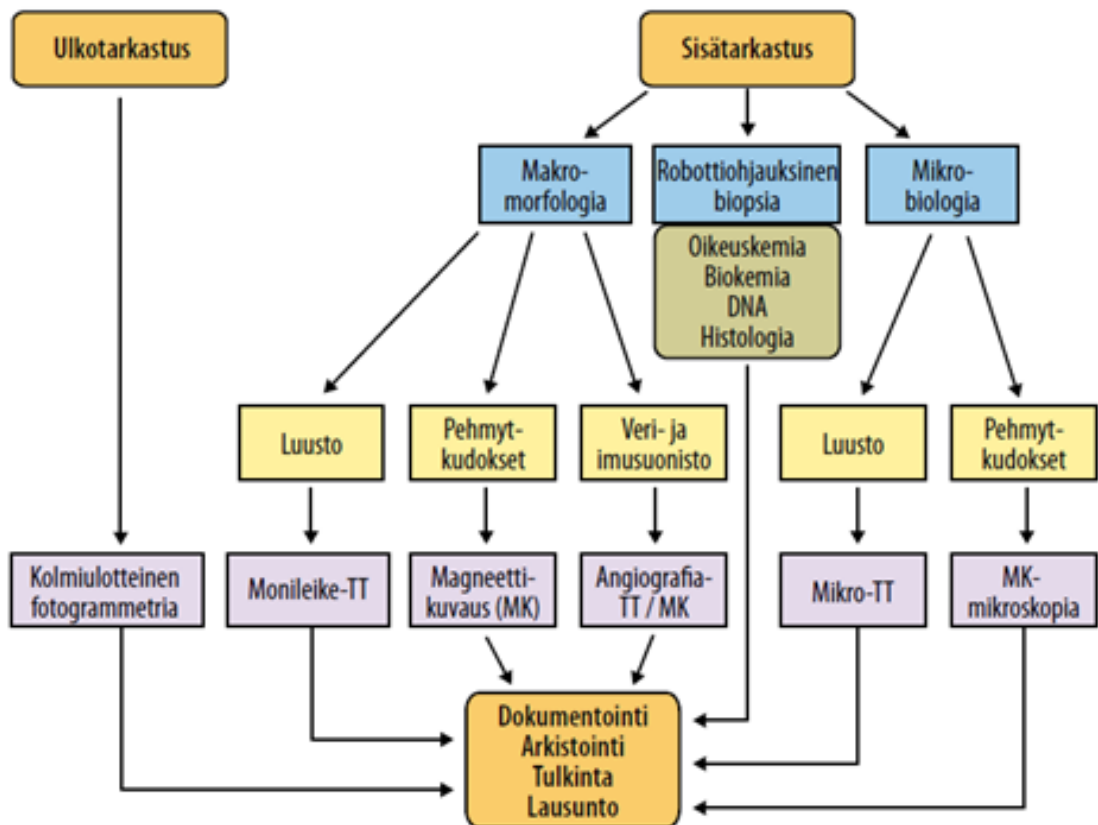 Ulkotarkastus
Sisätarkastus
Makro-
morfologia
Robottiohjauksinen
biopsia
Mikro-
biologia
Oikeuskemia
Biokemia
DNA
Histologia
Luusto
Pehmyt-
kudokset
Veri- ja
imusuonisto
Luusto
Pehmyt-
kudokset
Kolmiulotteinen
fotogrammetria
Monileike-TT
Magneetti-
kuvaus (MK)
Angiografia-
TT / MK
Mikro-TT
MK-
mikroskopia
Dokumentointi
Arkistointi
Tulkinta
Lausunto